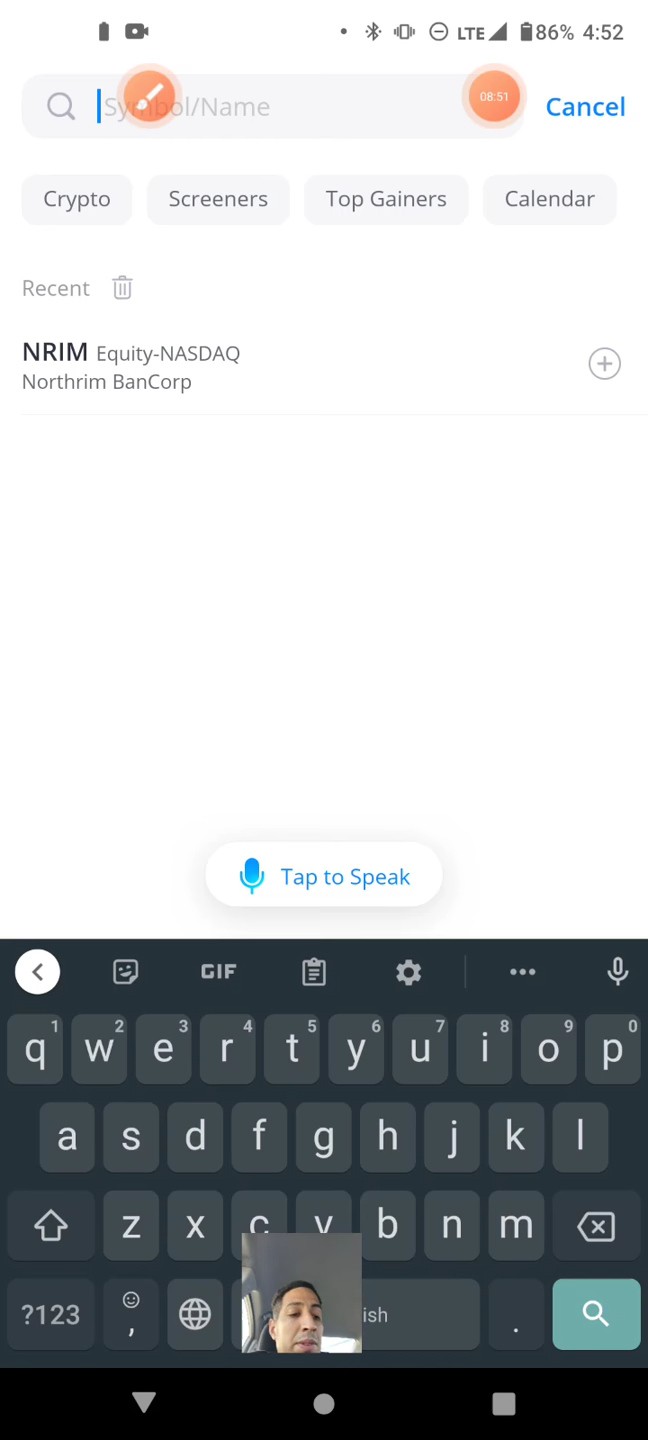 LTE 86% 4:52
Symbol/Name 08:51 Cancel
Crypto Screeners Top Gainers Calendar
Recent
NRIM Equity-NASDAQ
Northrim BanCorp
Tap to Speak
GIF
q1 w2 e3 r4 t5 y6 u7 i8 o9 p0
a s d f g h j k l
z x c v b n m
?123 , ish .